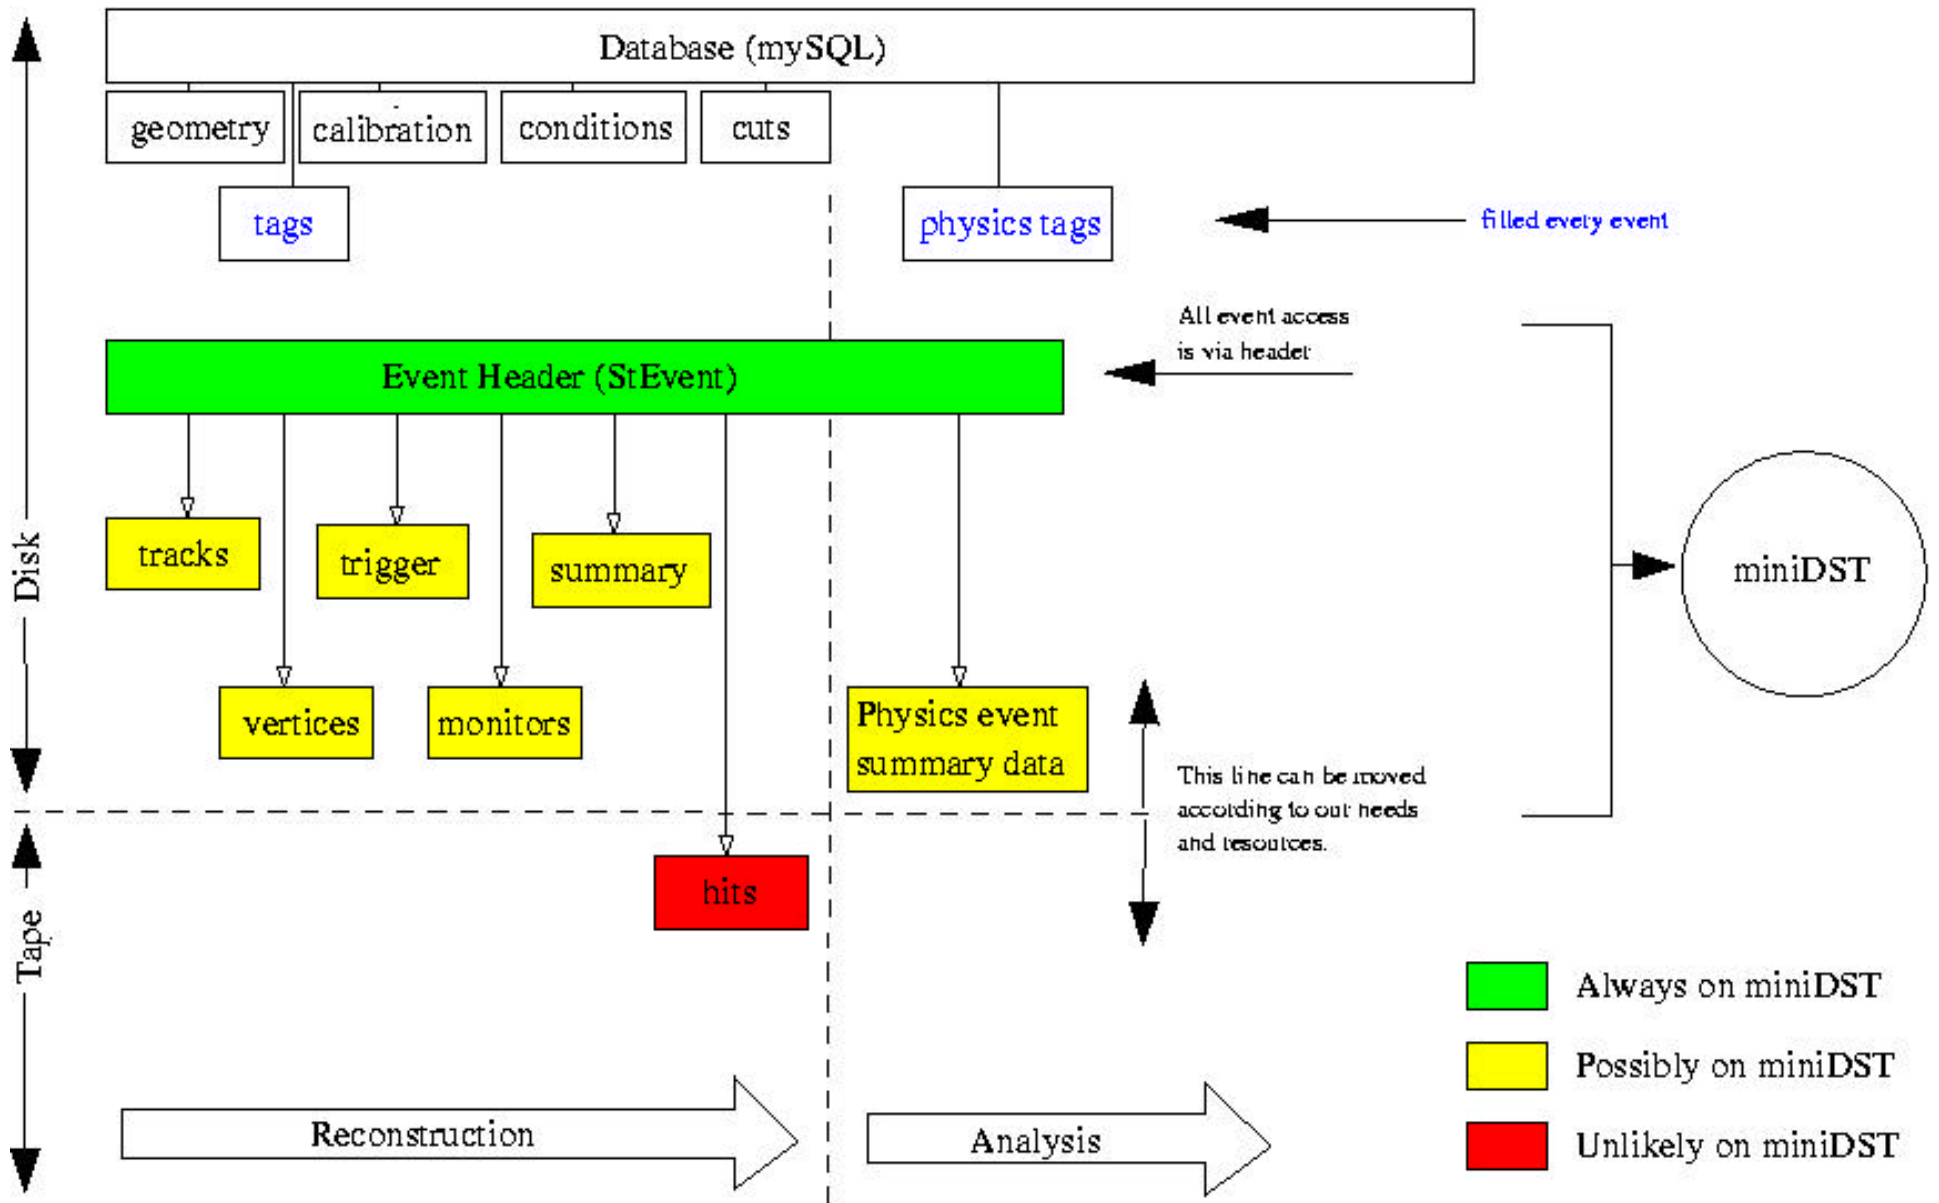 Database (mySQL)
geometry
calibration
conditions
cuts
tags
physics tags
filled every event
All event access
is via header
Event Header (StEvent)
tracks
trigger
summary
miniDST
Disk
vertices
monitors
Physics event
summary data
This line can be moved
according to our needs
and resources.
hits
Tape
Always on miniDST
Possibly on miniDST
Unlikely on miniDST
Reconstruction
Analysis